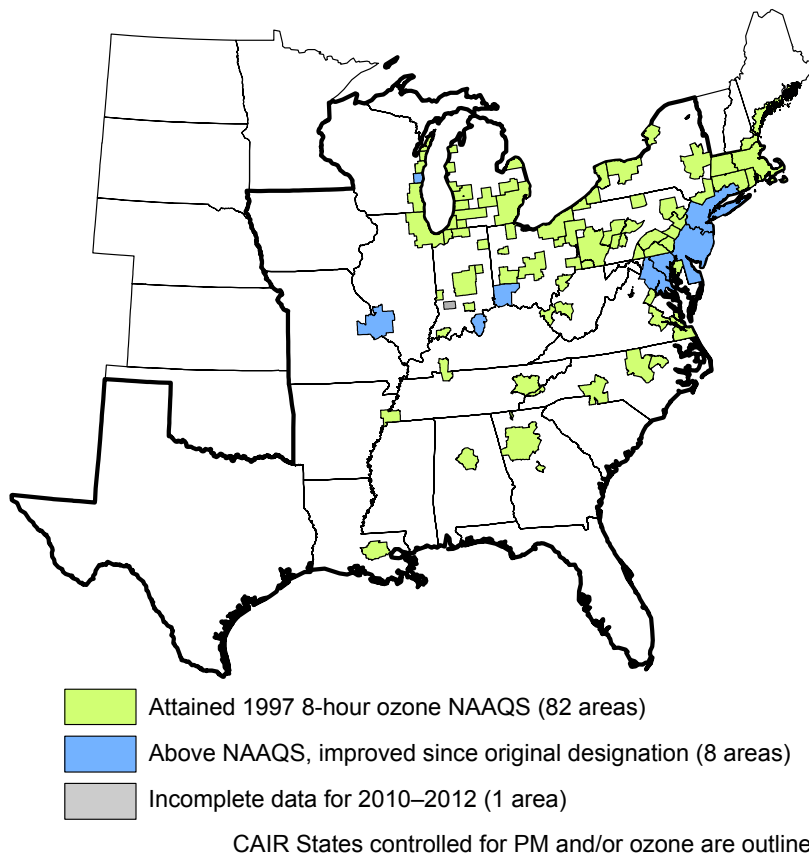 Attained 1997 8-hour ozone NAAQS (82 areas)
Above NAAQS, improved since original designation (8 areas)
Incomplete data for 2010–2012 (1 area)
CAIR States controlled for PM and/or ozone are outline